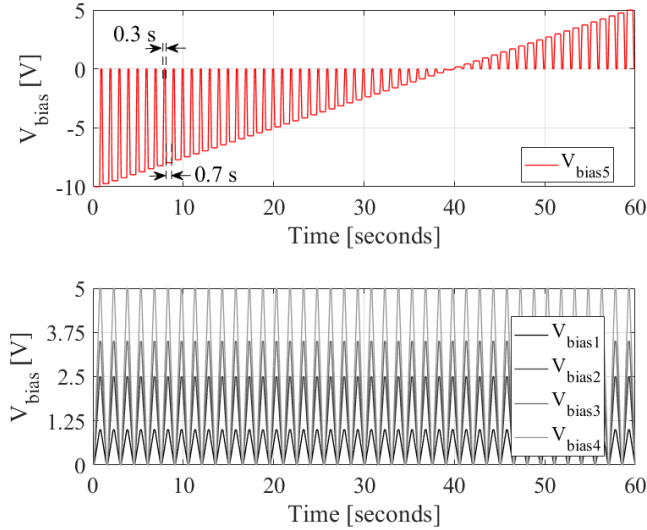 5
0.3 s
0
V_bias [V]
-5
0.7 s
V_bias5
-10
0 10 20 30 40 50 60
Time [seconds]
5
3.75
V_bias [V]
2.5
1.25
0
V_bias1
V_bias2
V_bias3
V_bias4
0 10 20 30 40 50 60
Time [seconds]